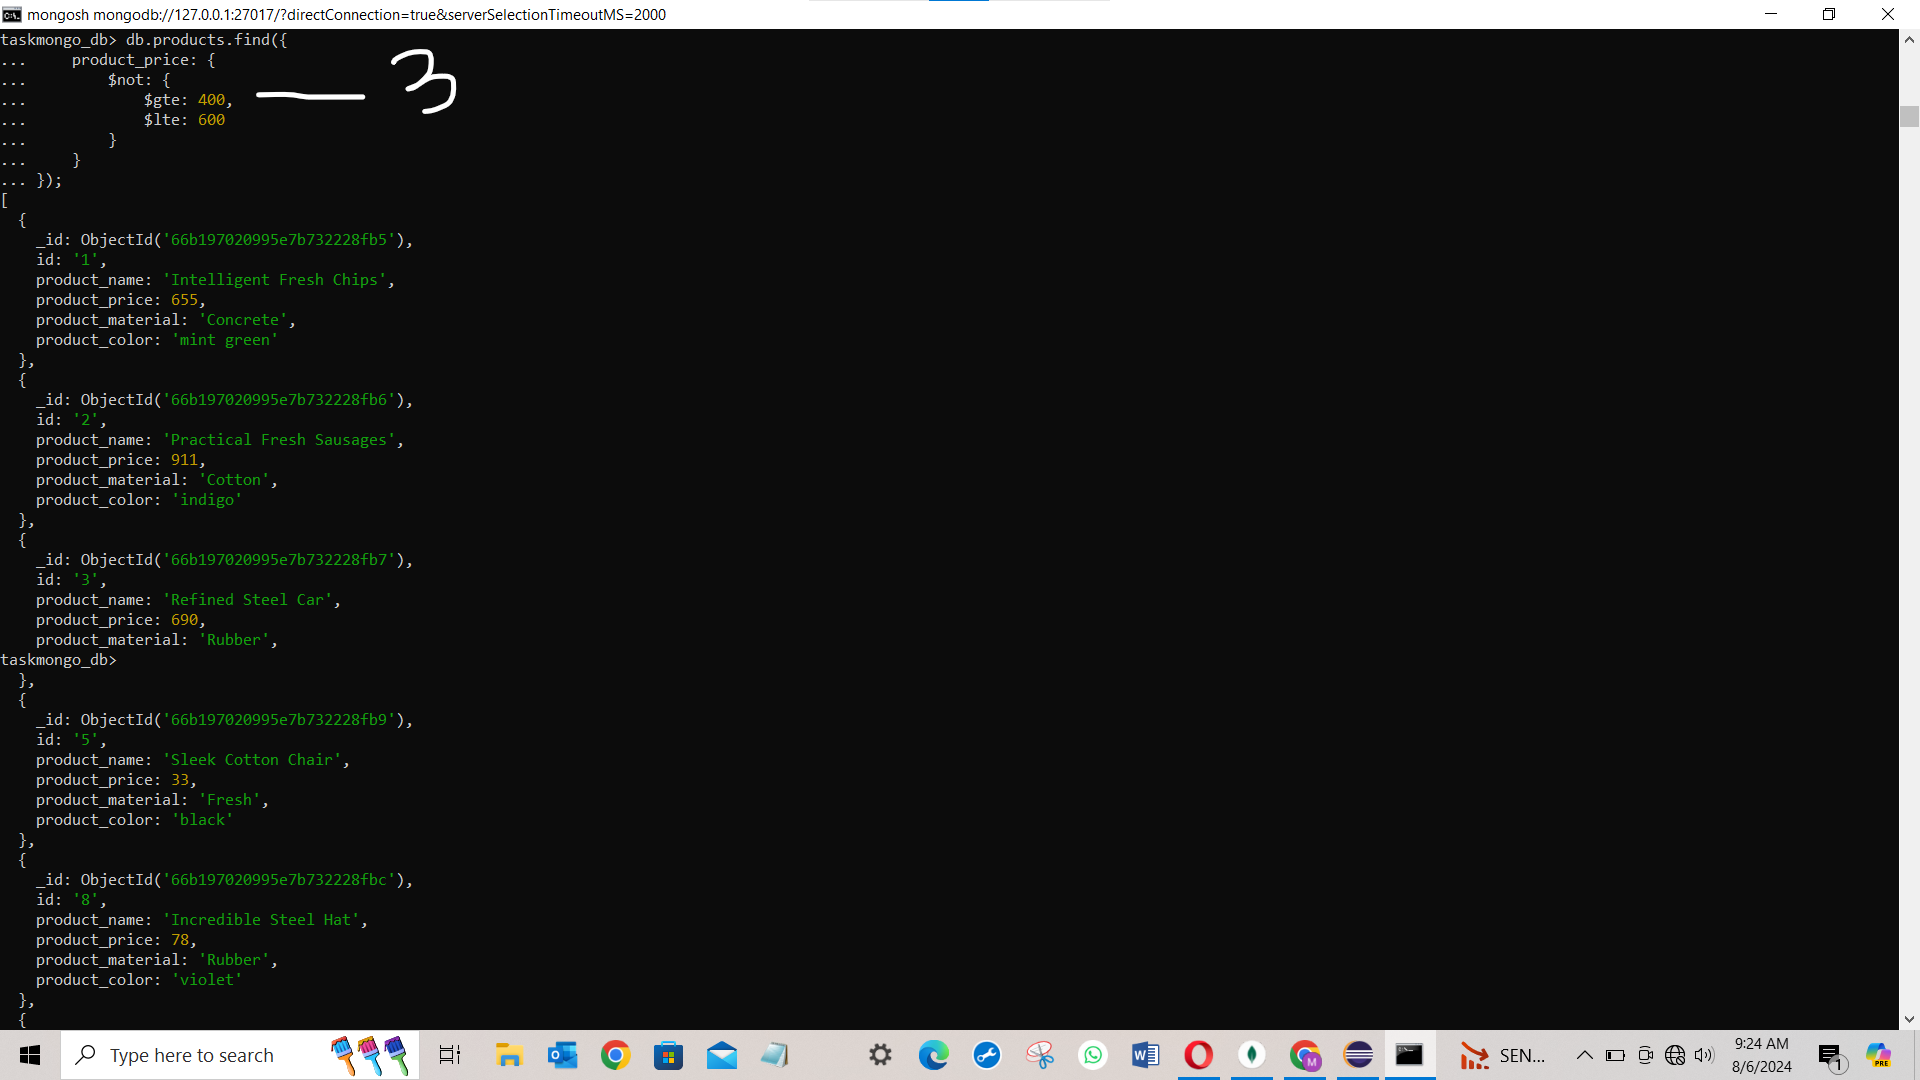 mongosh mongodb://127.0.0.1:27017/?directConnection=true&serverSelectionTimeoutMS=2000
taskmongo_db> db.products.find({
...     product_price: {
...         $not: {
...             $gte: 400,
...             $lte: 600
...         }
...     }
... });
3
[
  {
    _id: ObjectId('66b197020995e7b732228fb5'),
    id: '1',
    product_name: 'Intelligent Fresh Chips',
    product_price: 655,
    product_material: 'Concrete',
    product_color: 'mint green'
  },
  {
    _id: ObjectId('66b197020995e7b732228fb6'),
    id: '2',
    product_name: 'Practical Fresh Sausages',
    product_price: 911,
    product_material: 'Cotton',
    product_color: 'indigo'
  },
  {
    _id: ObjectId('66b197020995e7b732228fb7'),
    id: '3',
    product_name: 'Refined Steel Car',
    product_price: 690,
    product_material: 'Rubber',
taskmongo_db>
  },
  {
    _id: ObjectId('66b197020995e7b732228fb9'),
    id: '5',
    product_name: 'Sleek Cotton Chair',
    product_price: 33,
    product_material: 'Fresh',
    product_color: 'black'
  },
  {
    _id: ObjectId('66b197020995e7b732228fbc'),
    id: '8',
    product_name: 'Incredible Steel Hat',
    product_price: 78,
    product_material: 'Rubber',
    product_color: 'violet'
  },
  {
Type here to search
SEN...
9:24 AM
8/6/2024
1
PRE